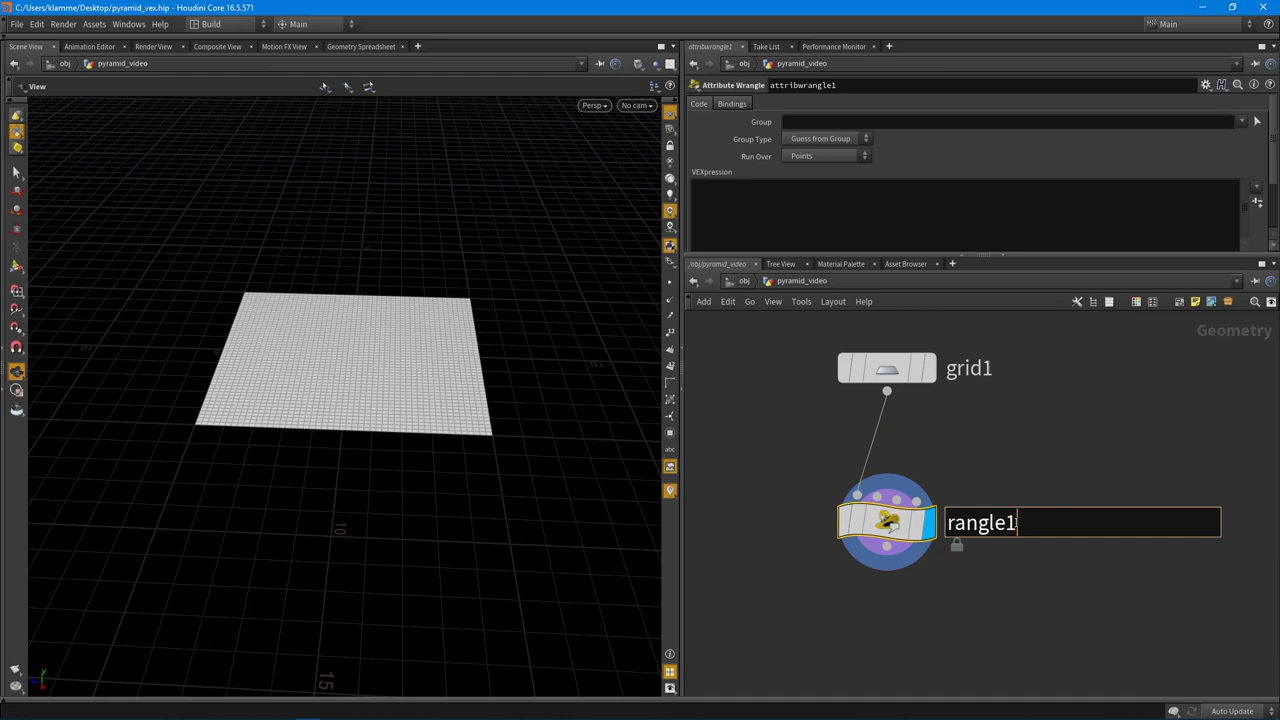 C:/Users/klamme/Desktop/pyramid_vex.hip - Houdini Core 16.5.571
File Edit Render Assets Windows Help Build Main Main
Scene View Animation Editor Render View Composite View Motion FX View Geometry Spreadsheet
obj pyramid_video
View
Persp No cam
10
15
abc
12
attribwrangle1 Take List Performance Monitor
obj pyramid_video
Attribute Wrangle attribwrangle1
Code Bindings
Group
Group Type Guess from Group
Run Over Points
VEXpression
/obj/pyramid_video Tree View Material Palette Asset Browser
obj pyramid_video
Add Edit Go View Tools Layout Help
Geometry
grid1
rangle1
Auto Update